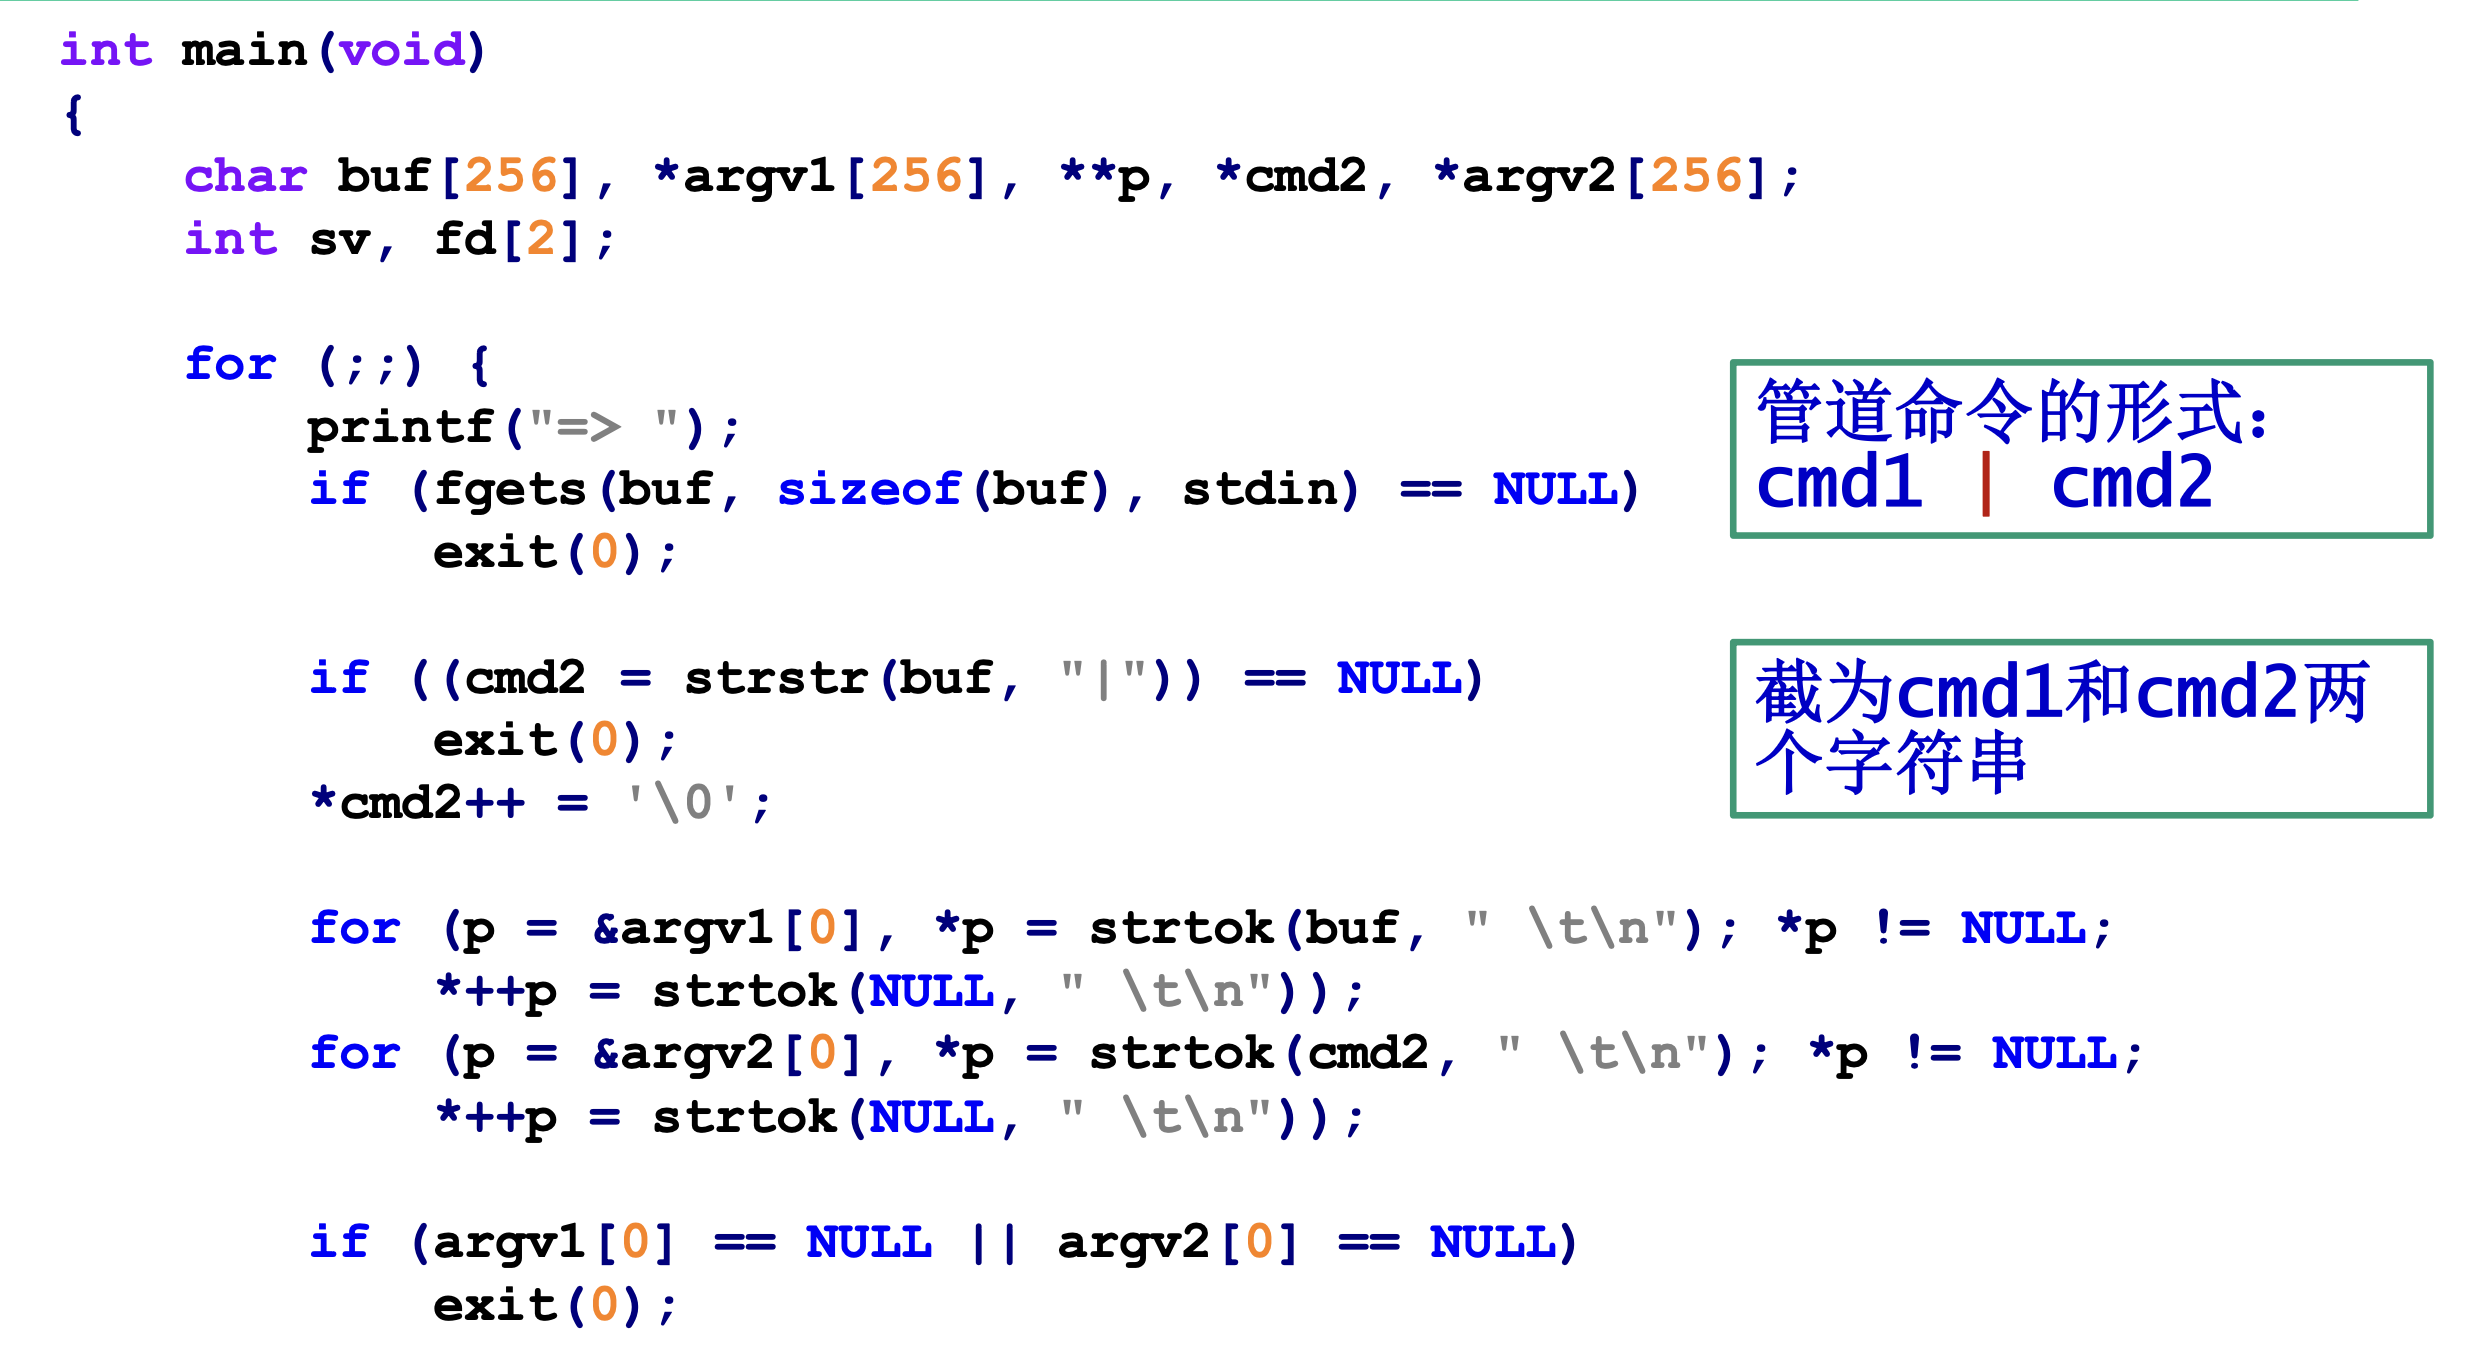 int main(void)
{
    char buf[256], *argv1[256], **p, *cmd2, *argv2[256];
    int sv, fd[2];
    for (;;) {
        printf("=> ");
        if (fgets(buf, sizeof(buf), stdin) == NULL)
            exit(0);
管道命令的形式：
cmd1 | cmd2
        if ((cmd2 = strstr(buf, "|")) == NULL)
            exit(0);
        *cmd2++ = '\0';
截为cmd1和cmd2两
个字符串
        for (p = &argv1[0], *p = strtok(buf, " \t\n"); *p != NULL;
            *++p = strtok(NULL, " \t\n"));
        for (p = &argv2[0], *p = strtok(cmd2, " \t\n"); *p != NULL;
            *++p = strtok(NULL, " \t\n"));
        if (argv1[0] == NULL || argv2[0] == NULL)
            exit(0);